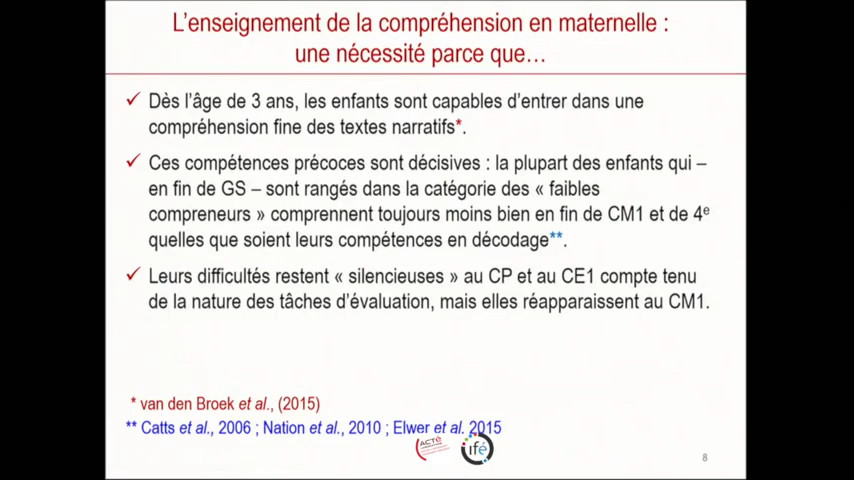 L’enseignement de la compréhension en maternelle :
une nécessité parce que…
✓ Dès l’âge de 3 ans, les enfants sont capables d’entrer dans une
compréhension fine des textes narratifs*.
✓ Ces compétences précoces sont décisives : la plupart des enfants qui –
en fin de GS – sont rangés dans la catégorie des « faibles
compreneurs » comprennent toujours moins bien en fin de CM1 et de 4e
quelles que soient leurs compétences en décodage**.
✓ Leurs difficultés restent « silencieuses » au CP et au CE1 compte tenu
de la nature des tâches d’évaluation, mais elles réapparaissent au CM1.
* van den Broek et al., (2015)
** Catts et al., 2006 ; Nation et al., 2010 ; Elwer et al. 2015
ACTé
ifé
8